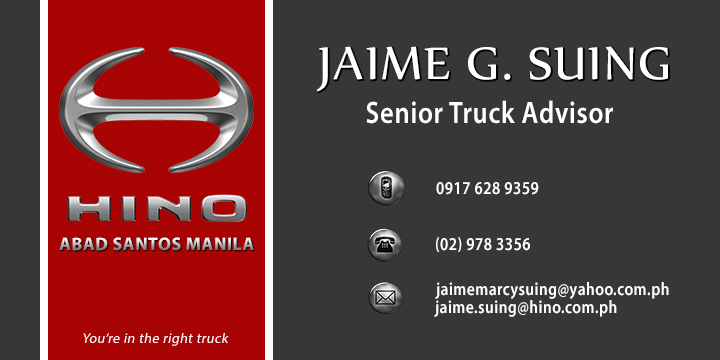 HINO
ABAD SANTOS MANILA
You're in the right truck
JAIME G. SUING
Senior Truck Advisor
0917 628 9359
(02) 978 3356
jaimemarcysuing@yahoo.com.ph
jaime.suing@hino.com.ph